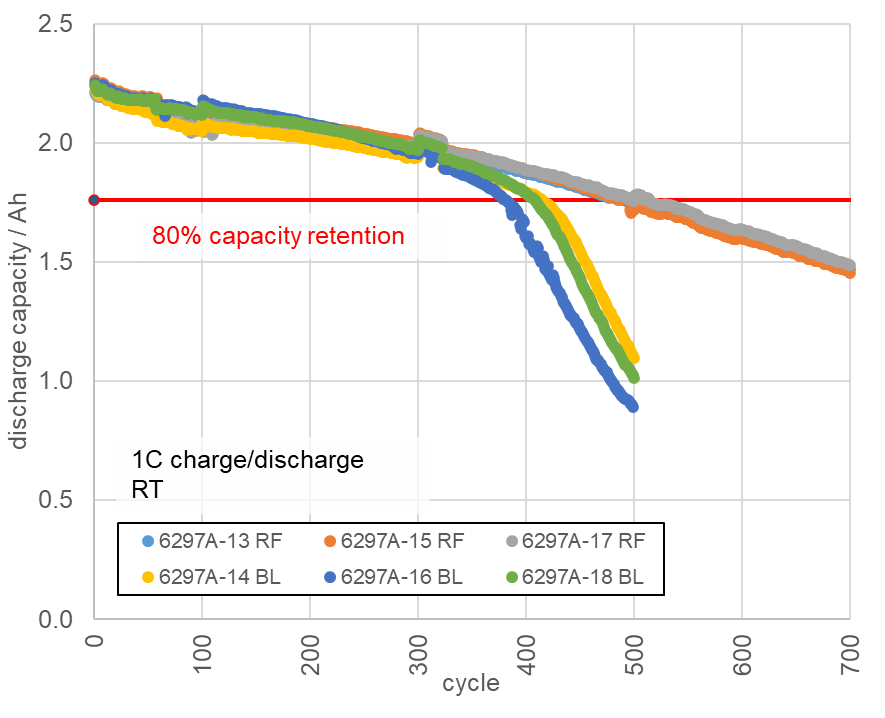 2.5
2.0
1.5
1.0
0.5
0.0
discharge capacity / Ah
80% capacity retention
1C charge/discharge
RT
6297A-13 RF 6297A-15 RF 6297A-17 RF
6297A-14 BL 6297A-16 BL 6297A-18 BL
0 100 200 300 400 500 600 700
cycle